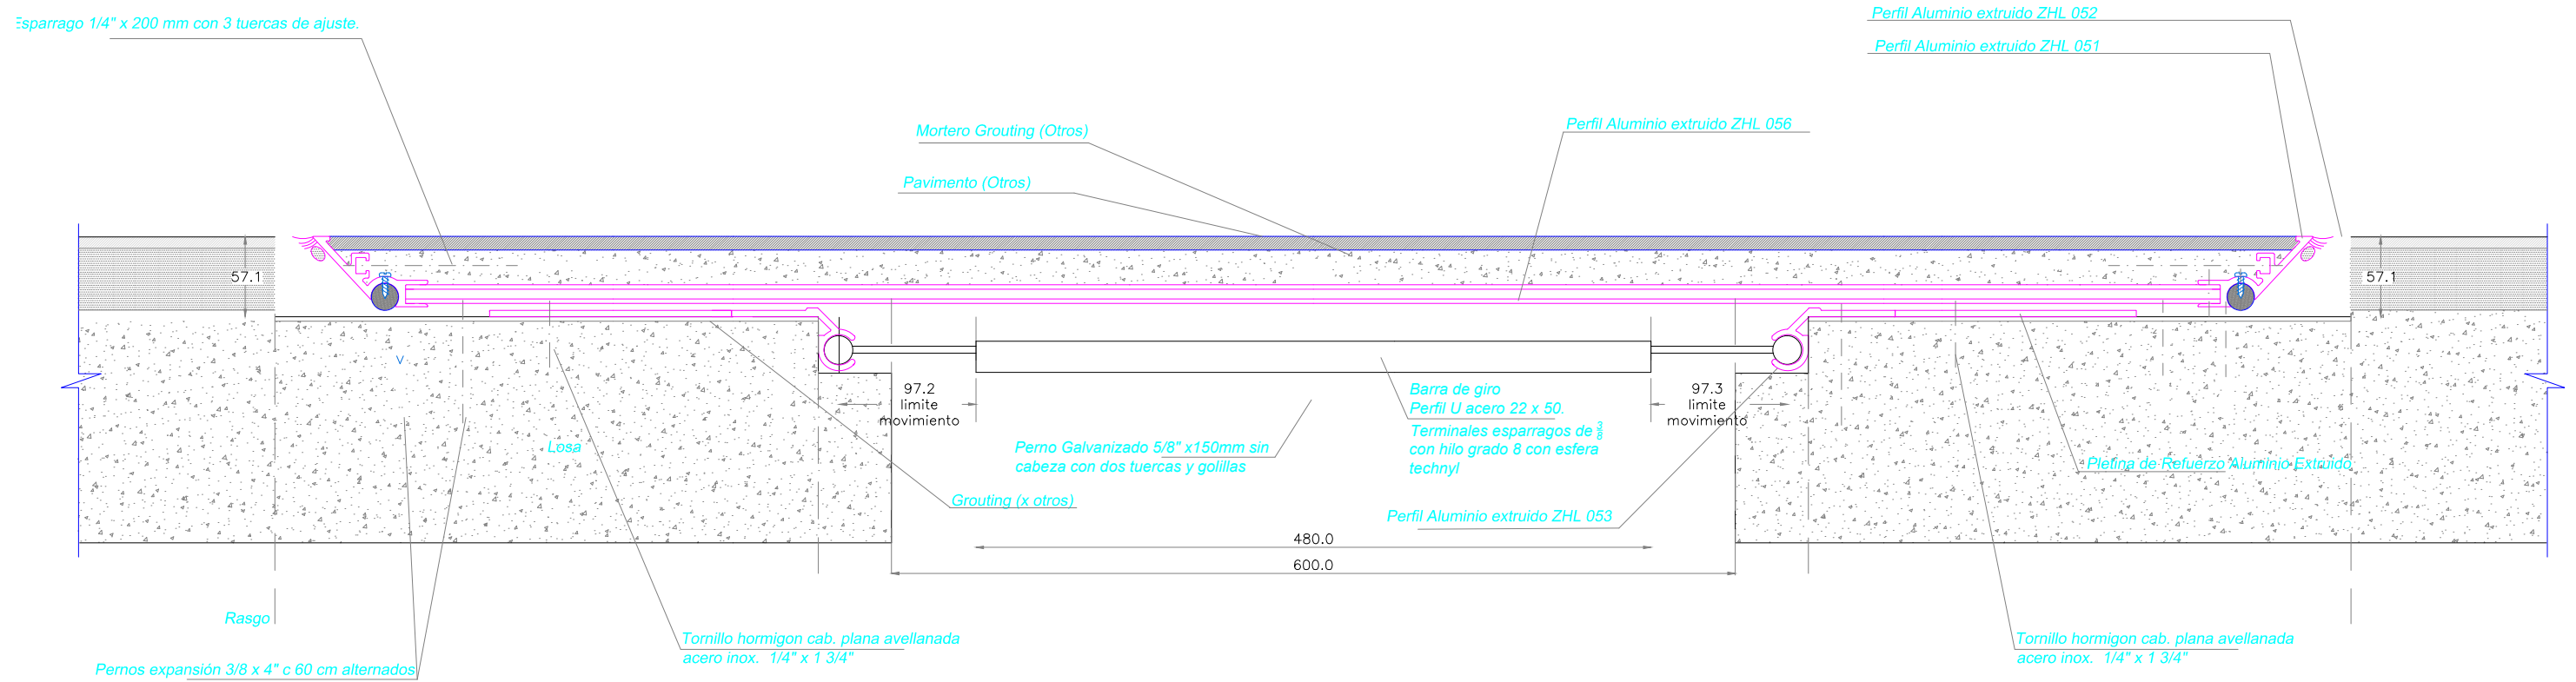 Esparrago 1/4" x 200 mm con 3 tuercas de ajuste.
Perfil Aluminio extruido ZHL 052
Perfil Aluminio extruido ZHL 051
Mortero Grouting (Otros)
Perfil Aluminio extruido ZHL 056
Pavimento (Otros)
57.1
57.1
97.2
limite
movimiento
97.3
limite
movimiento
Barra de giro
Perfil U acero 22 x 50.
Terminales esparragos de
con hilo grado 8 con esfera
technyl
Losa
Perno Galvanizado 5/8" x150mm sin
cabeza con dos tuercas y golillas
Pletina de Refuerzo Aluminio Extruido
Grouting (x otros)
Perfil Aluminio extruido ZHL 053
480.0
600.0
Rasgo
Tornillo hormigon cab. plana avellanada
acero inox. 1/4" x 1 3/4"
Tornillo hormigon cab. plana avellanada
acero inox. 1/4" x 1 3/4"
Pernos expansión 3/8 x 4" c 60 cm alternados